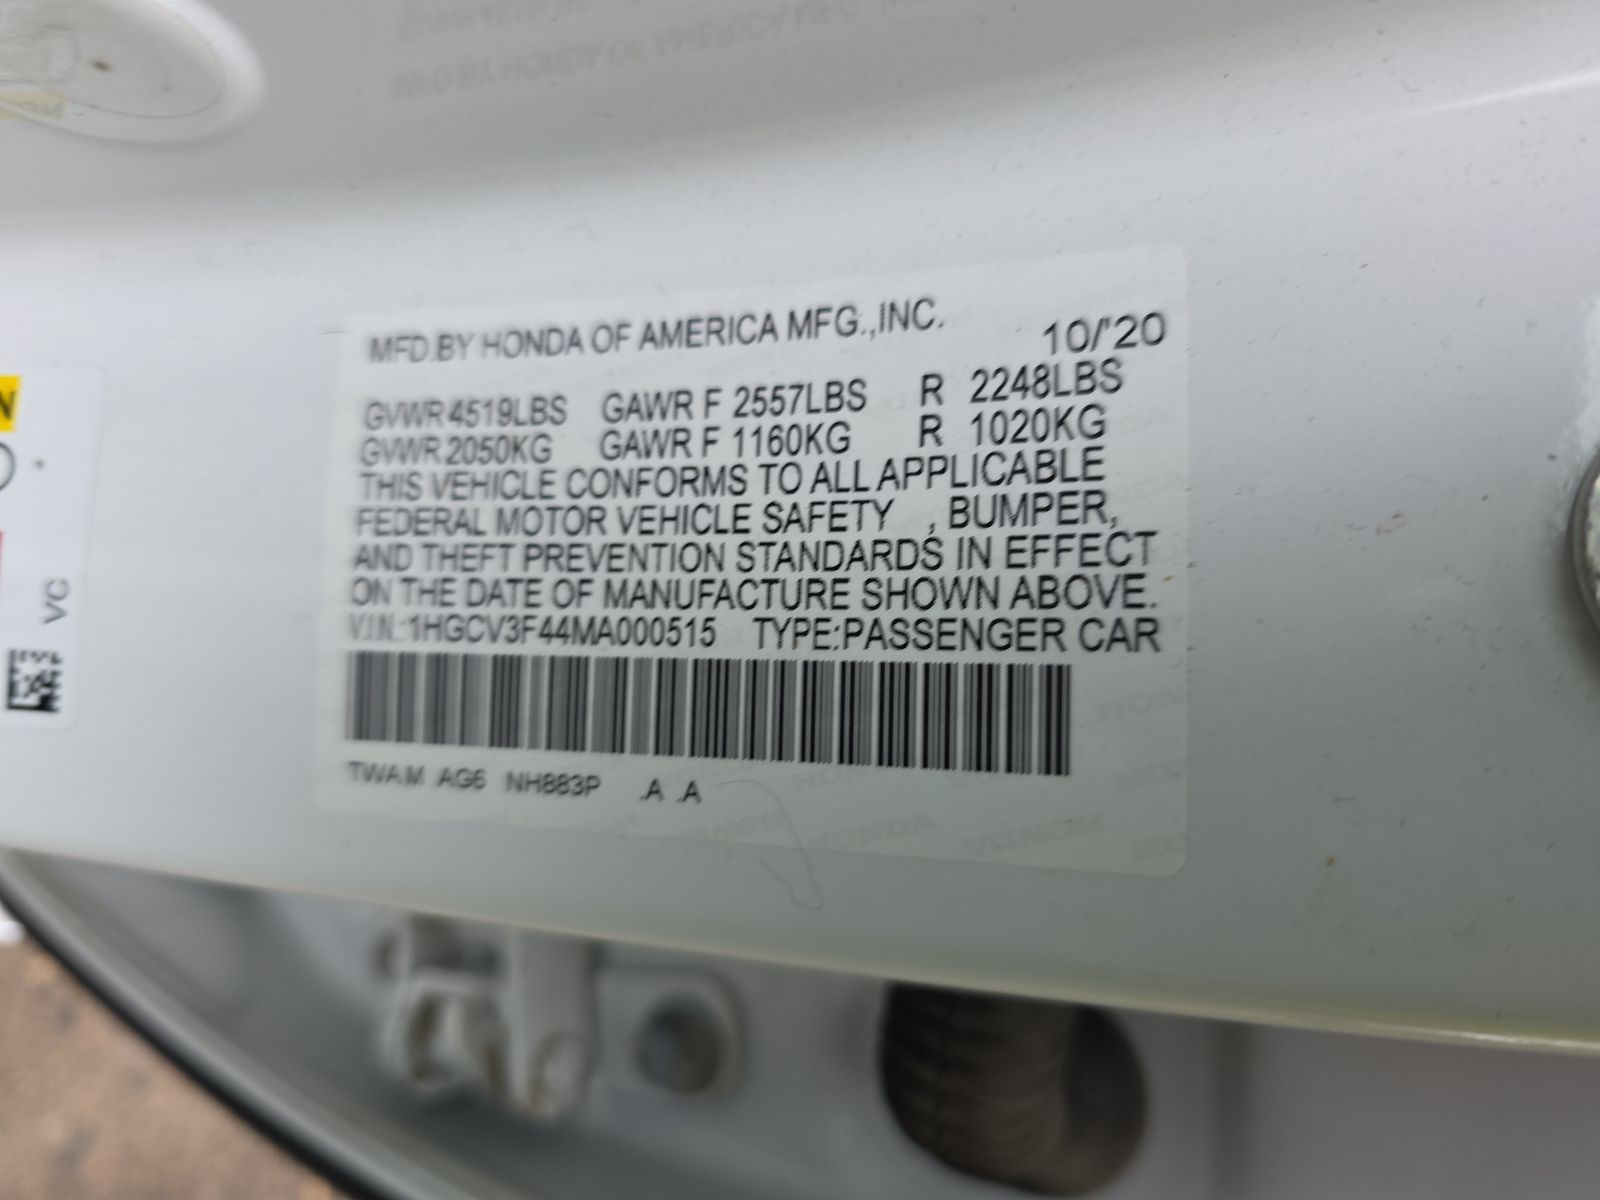 MFD.BY HONDA OF AMERICA MFG.,INC. 10/'20
GVWR 4519LBS GAWR F 2557LBS R 2248LBS
GVWR 2050KG GAWR F 1160KG R 1020KG
THIS VEHICLE CONFORMS TO ALL APPLICABLE
FEDERAL MOTOR VEHICLE SAFETY , BUMPER,
AND THEFT PREVENTION STANDARDS IN EFFECT
ON THE DATE OF MANUFACTURE SHOWN ABOVE.
V.I.N.:1HGCV3F44MA000515 TYPE:PASSENGER CAR
TWAM AG6 NH883P .A .A
N
VC